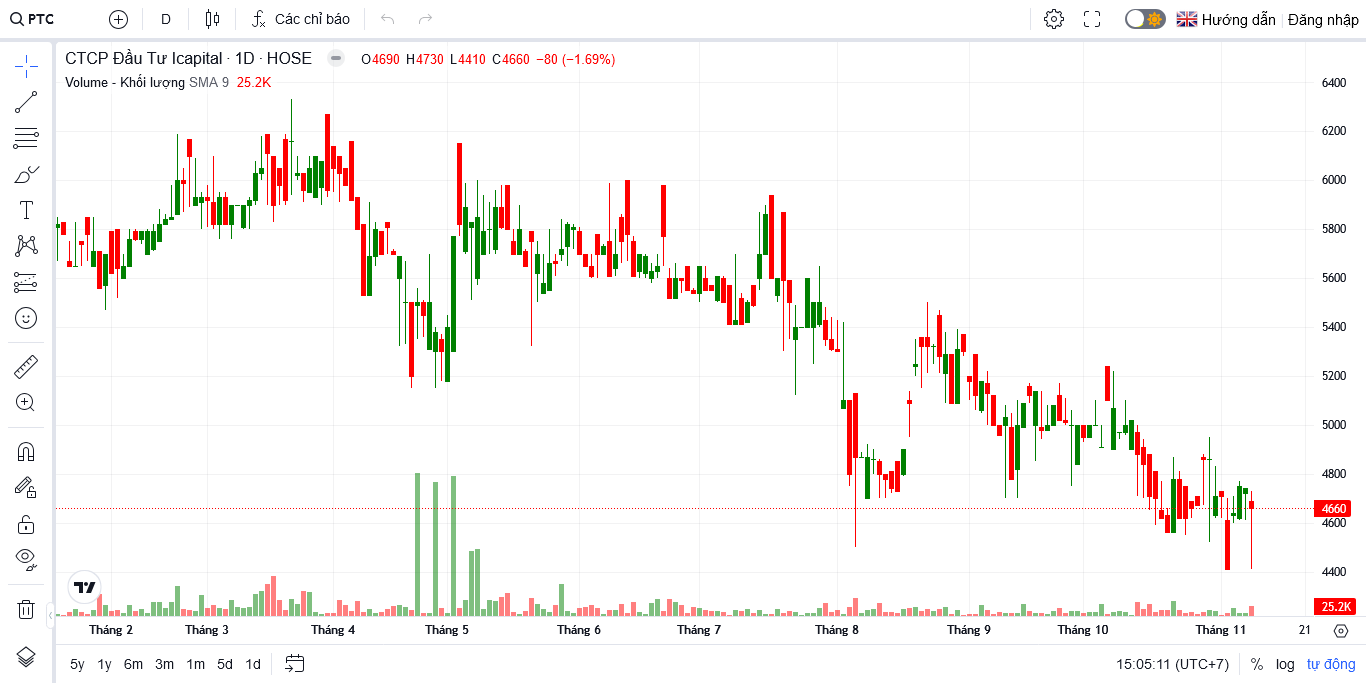 PTC D Các chỉ báo Hướng dẫn Đăng nhập
CTCP Đầu Tư Icapital · 1D · HOSE O4690 H4730 L4410 C4660 −80 (−1.69%)
Volume - Khối lượng SMA 9 25.2K
6400
6200
6000
5800
5600
5400
5200
5000
4800
4660
4600
4400
25.2K
Tháng 2 Tháng 3 Tháng 4 Tháng 5 Tháng 6 Tháng 7 Tháng 8 Tháng 9 Tháng 10 Tháng 11 21
5y 1y 6m 3m 1m 5d 1d 15:05:11 (UTC+7) % log tự động